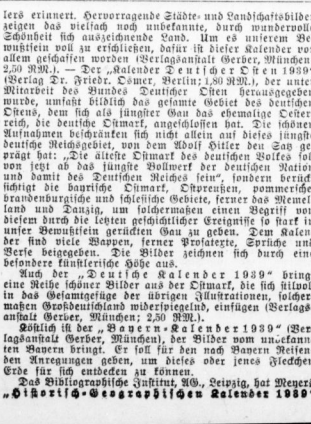 lers erinnert. Hervorragende Städte- und Landschaftsbilder
zeigen das vielfach noch unbekannte, durch wundervolle
Schönheit sich auszeichnende Land. Um es unserem Be-
wußtsein voll zu erschließen, dafür ist dieser Kalender vor
allem geschaffen worden (Verlagsanstalt Gerber, München;
2,50 RM.). — Der „Kalender Deutscher Osten 1939“
(Verlag Dr. Friedr. Osmer, Berlin; 1,80 RM.), der unter
Mitarbeit des Bundes Deutscher Osten herausgegeben
wurde, umfaßt bildlich das gesamte Gebiet des deutschen
Ostens, dem sich als jüngster Gau das ehemalige Oester-
reich, die deutsche Ostmark, angeschlossen hat. Die schönen
Aufnahmen beschränken sich nicht allein auf dieses jüngste
deutsche Reichsgebiet, von dem Adolf Hitler den Satz ge-
prägt hat: „Die älteste Ostmark des deutschen Volkes soll
von jetzt ab das jüngste Bollwerk der deutschen Nation
und damit des Deutschen Reiches sein“, sondern berück-
sichtigt die bayrische Ostmark, Ostpreußen, pommersche,
brandenburgische und schlesische Gebiete, ferner das Memel-
land und Danzig, um solchermaßen einen Begriff von
diesem durch die letzten geschichtlichen Ereignisse so stark in
unser Bewußtsein gerückten Gau zu geben. Dem Kalen-
der sind viele Wappen, ferner Prosatexte, Sprüche und
Verse beigegeben. Die Bilder zeichnen sich durch eine
besondere künstlerische Höhe aus.
Auch der „Deutsche Kalender 1939“ bringt
eine Reihe schöner Bilder aus der Ostmark, die sich stilvoll
in das Gesamtgefüge der übrigen Illustrationen, solcher-
maßen Großdeutschland widerspiegelnd, einfügen (Verlags-
anstalt Gerber, München; 2,50 RM.).
Köstlich ist der „Bayern-Kalender 1939“ (Ver-
lagsanstalt Gerber, München), der Bilder vom unbekann-
ten Bayern bringt. Er soll für den nach Bayern Reisen-
den Anregungen geben, um dieses oder jenes Fleckchen
Erde für sich entdecken zu können.
Das Bibliographische Institut, AG., Leipzig, hat Meyers
„Historisch-Geographischen Kalender 1939“